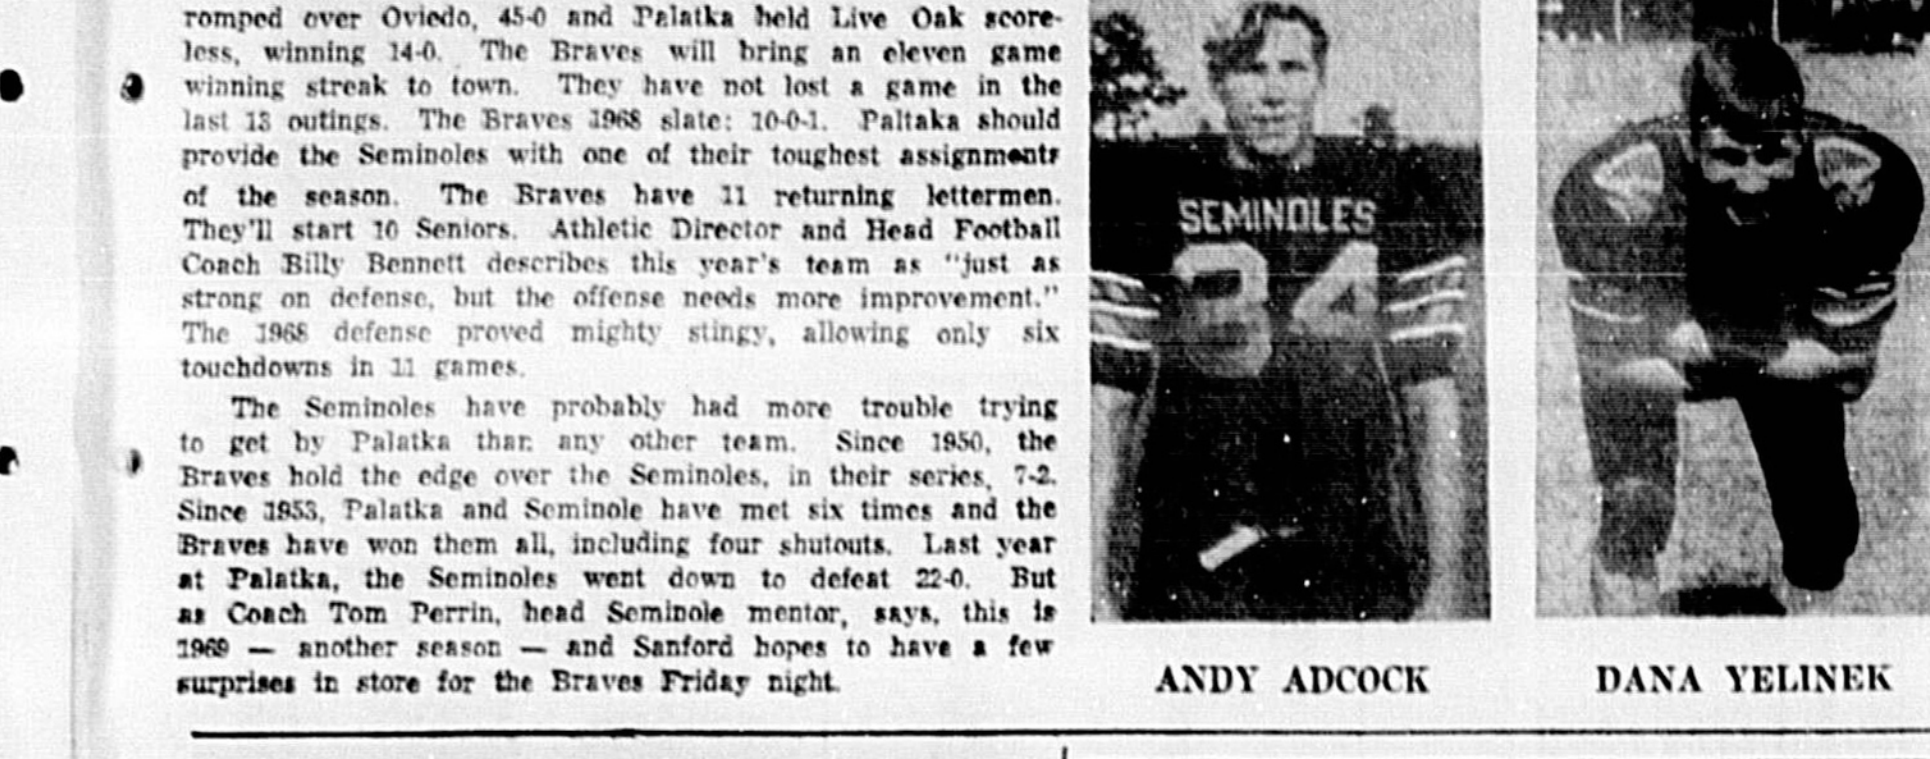 romped over Oviedo, 45-0 and Palatka held Live Oak score-
less, winning 14-0. The Braves will bring an eleven game
winning streak to town. They have not lost a game in the
last 13 outings. The Braves 1968 slate: 10-0-1. Paltaka should
provide the Seminoles with one of their toughest assignments
of the season. The Braves have 11 returning lettermen.
They'll start 10 Seniors. Athletic Director and Head Football
Coach Billy Bennett describes this year's team as "just as
strong on defense, but the offense needs more improvement."
The 1968 defense proved mighty stingy, allowing only six
touchdowns in 11 games.
The Seminoles have probably had more trouble trying
to get by Palatka than any other team. Since 1950, the
Braves hold the edge over the Seminoles, in their series, 7-2.
Since 1953, Palatka and Seminole have met six times and the
Braves have won them all, including four shutouts. Last year
at Palatka, the Seminoles went down to defeat 22-0. But
as Coach Tom Perrin, head Seminole mentor, says, this is
1969 — another season — and Sanford hopes to have a few
surprises in store for the Braves Friday night.
SEMINOLES
84
ANDY ADCOCK
DANA YELINEK